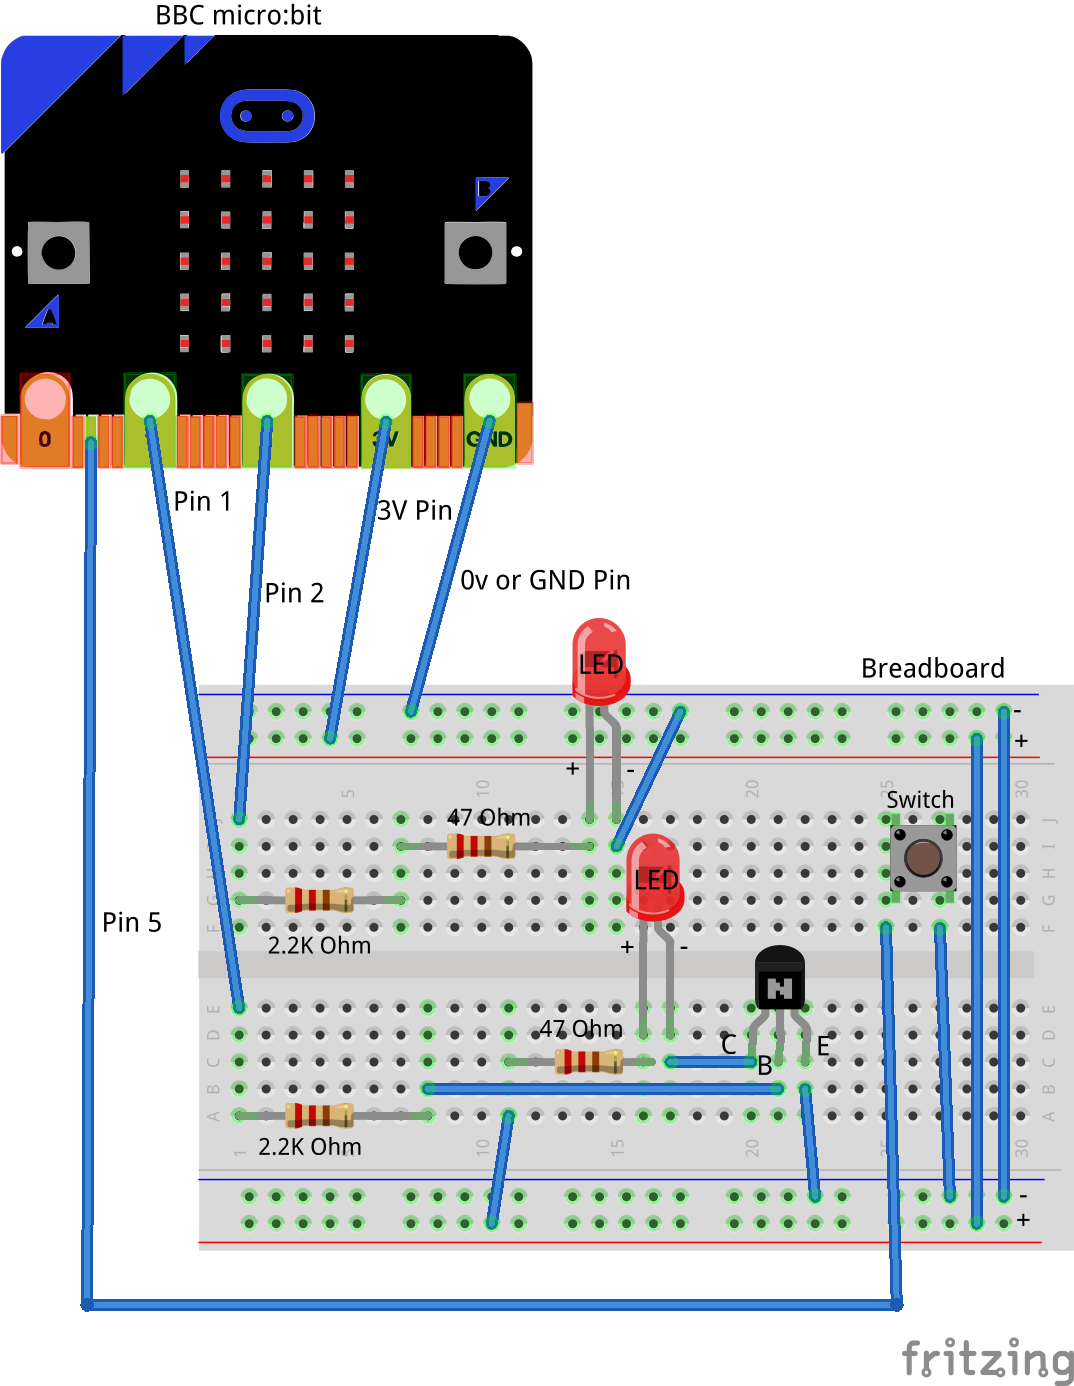 BBC micro:bit
B
A
0
3V
GND
Pin 1
3V Pin
0v or GND Pin
Pin 2
LED
Breadboard
-
+
+ -
5 10 15 20 25 30
47 Ohm
Switch
J J
I I
H H
G G
F F
LED
Pin 5
2.2K Ohm
+ -
N
E E
D D
C C
B B
A A
47 Ohm
C
B
E
2.2K Ohm
1 5 10 15 20 25 30
-
+
fritzing